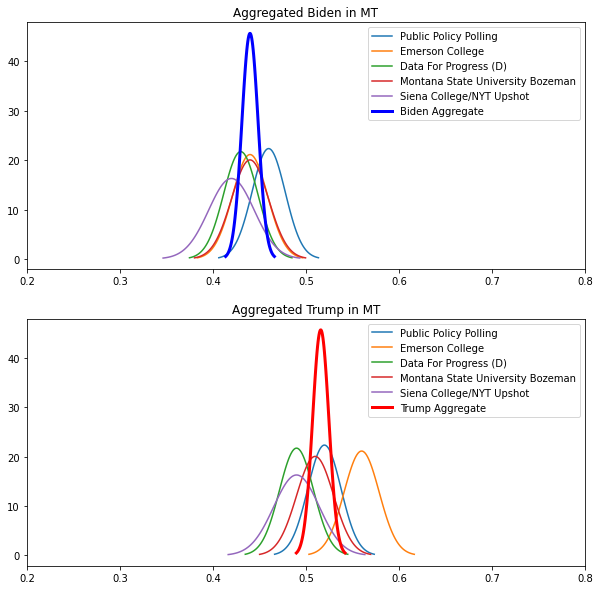 Aggregated Biden in MT
Public Policy Polling
Emerson College
Data For Progress (D)
Montana State University Bozeman
Siena College/NYT Upshot
Biden Aggregate
40
30
20
10
0
0.2 0.3 0.4 0.5 0.6 0.7 0.8
Aggregated Trump in MT
Public Policy Polling
Emerson College
Data For Progress (D)
Montana State University Bozeman
Siena College/NYT Upshot
Trump Aggregate
40
30
20
10
0
0.2 0.3 0.4 0.5 0.6 0.7 0.8